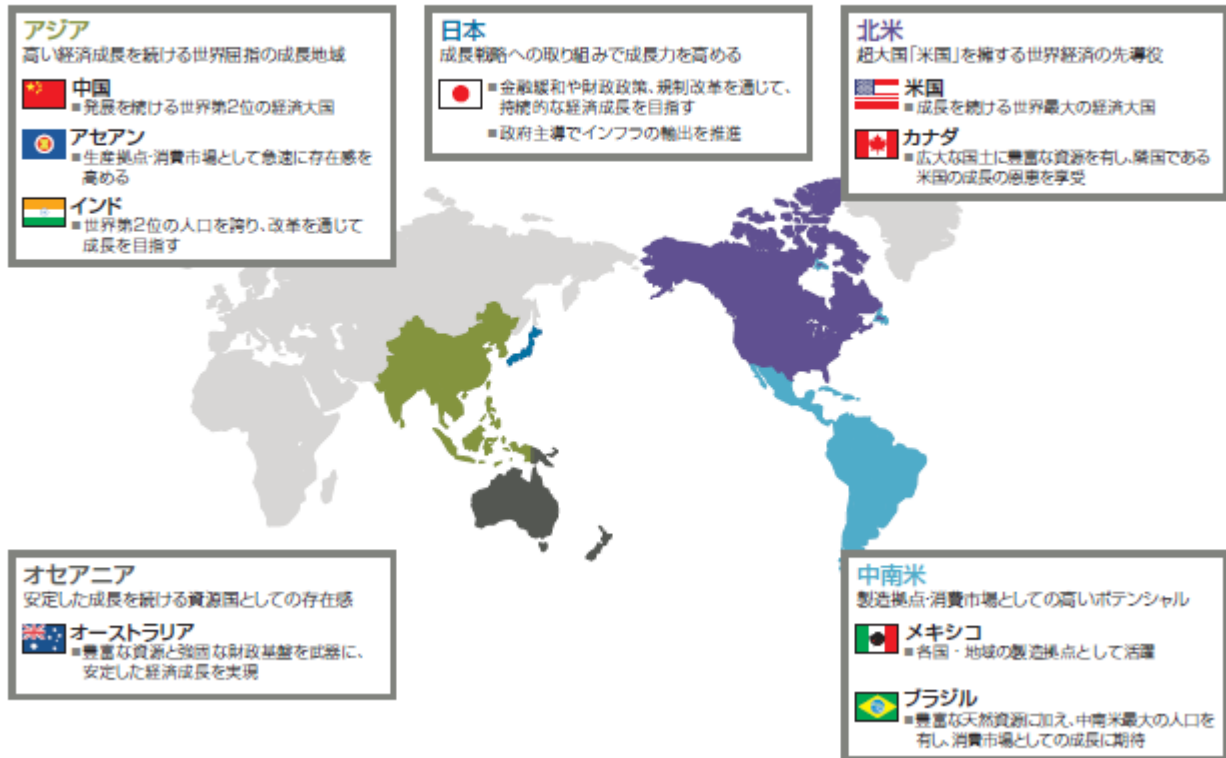 アジア
高い経済成長を続ける世界屈指の成長地域
中国
■発展を続ける世界第2位の経済大国
アセアン
■生産拠点・消費市場として急速に存在感を
高める
インド
■世界第2位の人口を誇り、改革を通じて
成長を目指す
日本
成長戦略への取り組みで成長力を高める
■金融緩和や財政政策、規制改革を通じて、
持続的な経済成長を目指す
■政府主導でインフラの輸出を推進
北米
超大国「米国」を擁する世界経済の先導役
米国
■成長を続ける世界最大の経済大国
カナダ
■広大な国土に豊富な資源を有し、隣国である
米国の成長の恩恵を享受
オセアニア
安定した成長を続ける資源国としての存在感
オーストラリア
■豊富な資源と強固な財政基盤を武器に、
安定した経済成長を実現
中南米
製造拠点・消費市場としての高いポテンシャル
メキシコ
■各国・地域の製造拠点として活躍
ブラジル
■豊富な天然資源に加え、中南米最大の人口を
有し、消費市場としての成長に期待